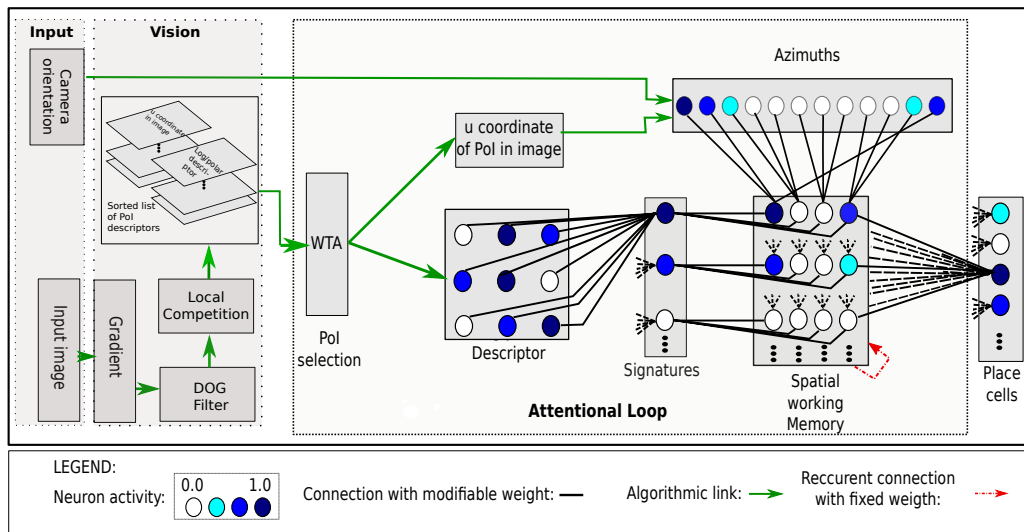 Input
Vision
Camera
orientation
u coordinate
in image
Log/polar
descri-
ptor
Sorted list
of PoI
descriptors
Input image
Gradient
Local
Competition
DOG
Filter
WTA
PoI
selection
u coordinate
of PoI in image
Azimuths
Descriptor
Signatures
Spatial
working
Memory
Place
cells
Attentional Loop
LEGEND:
Neuron activity:
0.0 1.0
Connection with modifiable weight:
Algorithmic link:
Reccurent connection
with fixed weigth: